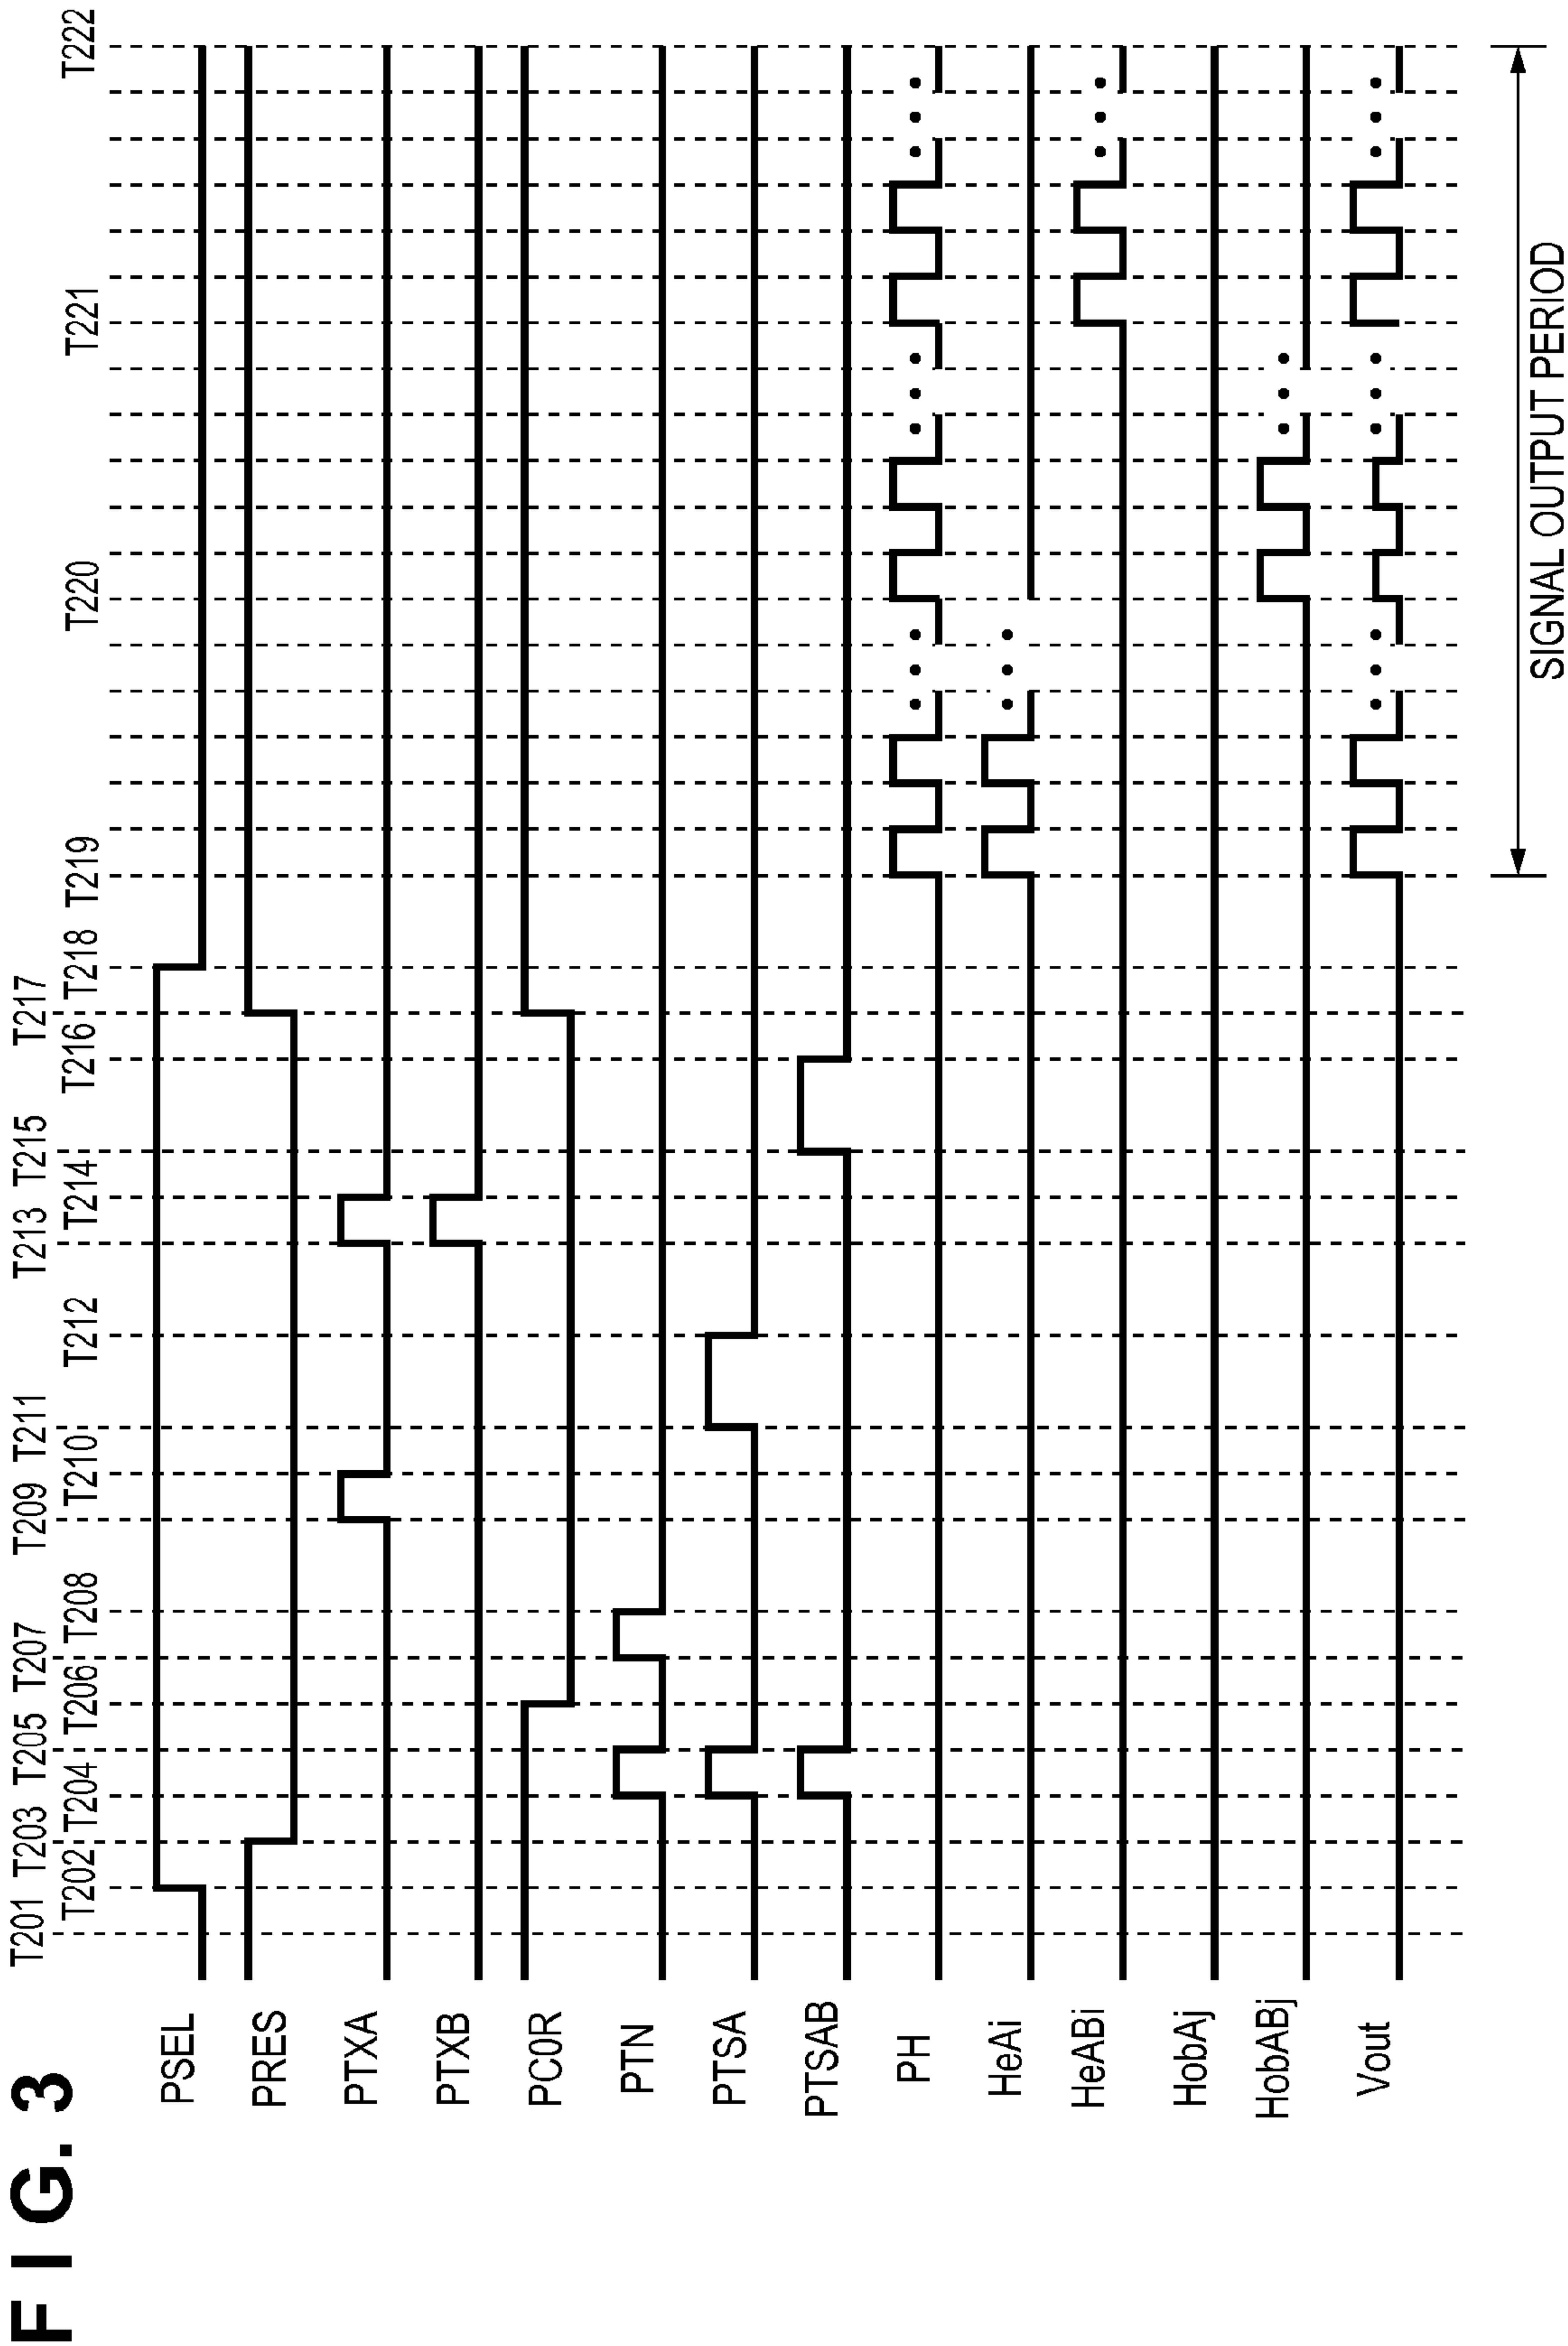 FIG. 3
T201 T203 T205 T207 T209 T211 T213 T215 T217
T202 T204 T206 T208 T210 T212 T214 T216 T218 T219 T220 T221 T222
PSEL
PRES
PTXA
PTXB
PC0R
PTN
PTSA
PTSAB
PH
HeAi
HeABi
HobAj
HobABj
Vout
SIGNAL OUTPUT PERIOD